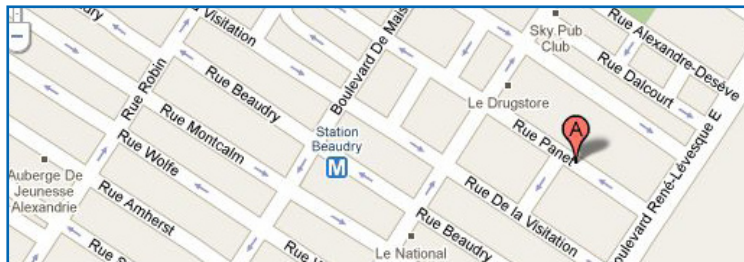 Visitation
Boulevard De Mais
Sky Pub
Club
Rue Alexandre-Desève
Rue Dalcourt
Rue Robin
Rue Beaudry
Le Drugstore
A
Rue Montcalm
Station
Beaudry
M
Rue Panet
Rue Wolfe
Auberge De
Jeunesse
Alexandrie
Rue De la Visitation
oulevard René-Lévesque E
Rue Amherst
Rue Beaudry
Le National
Rue S